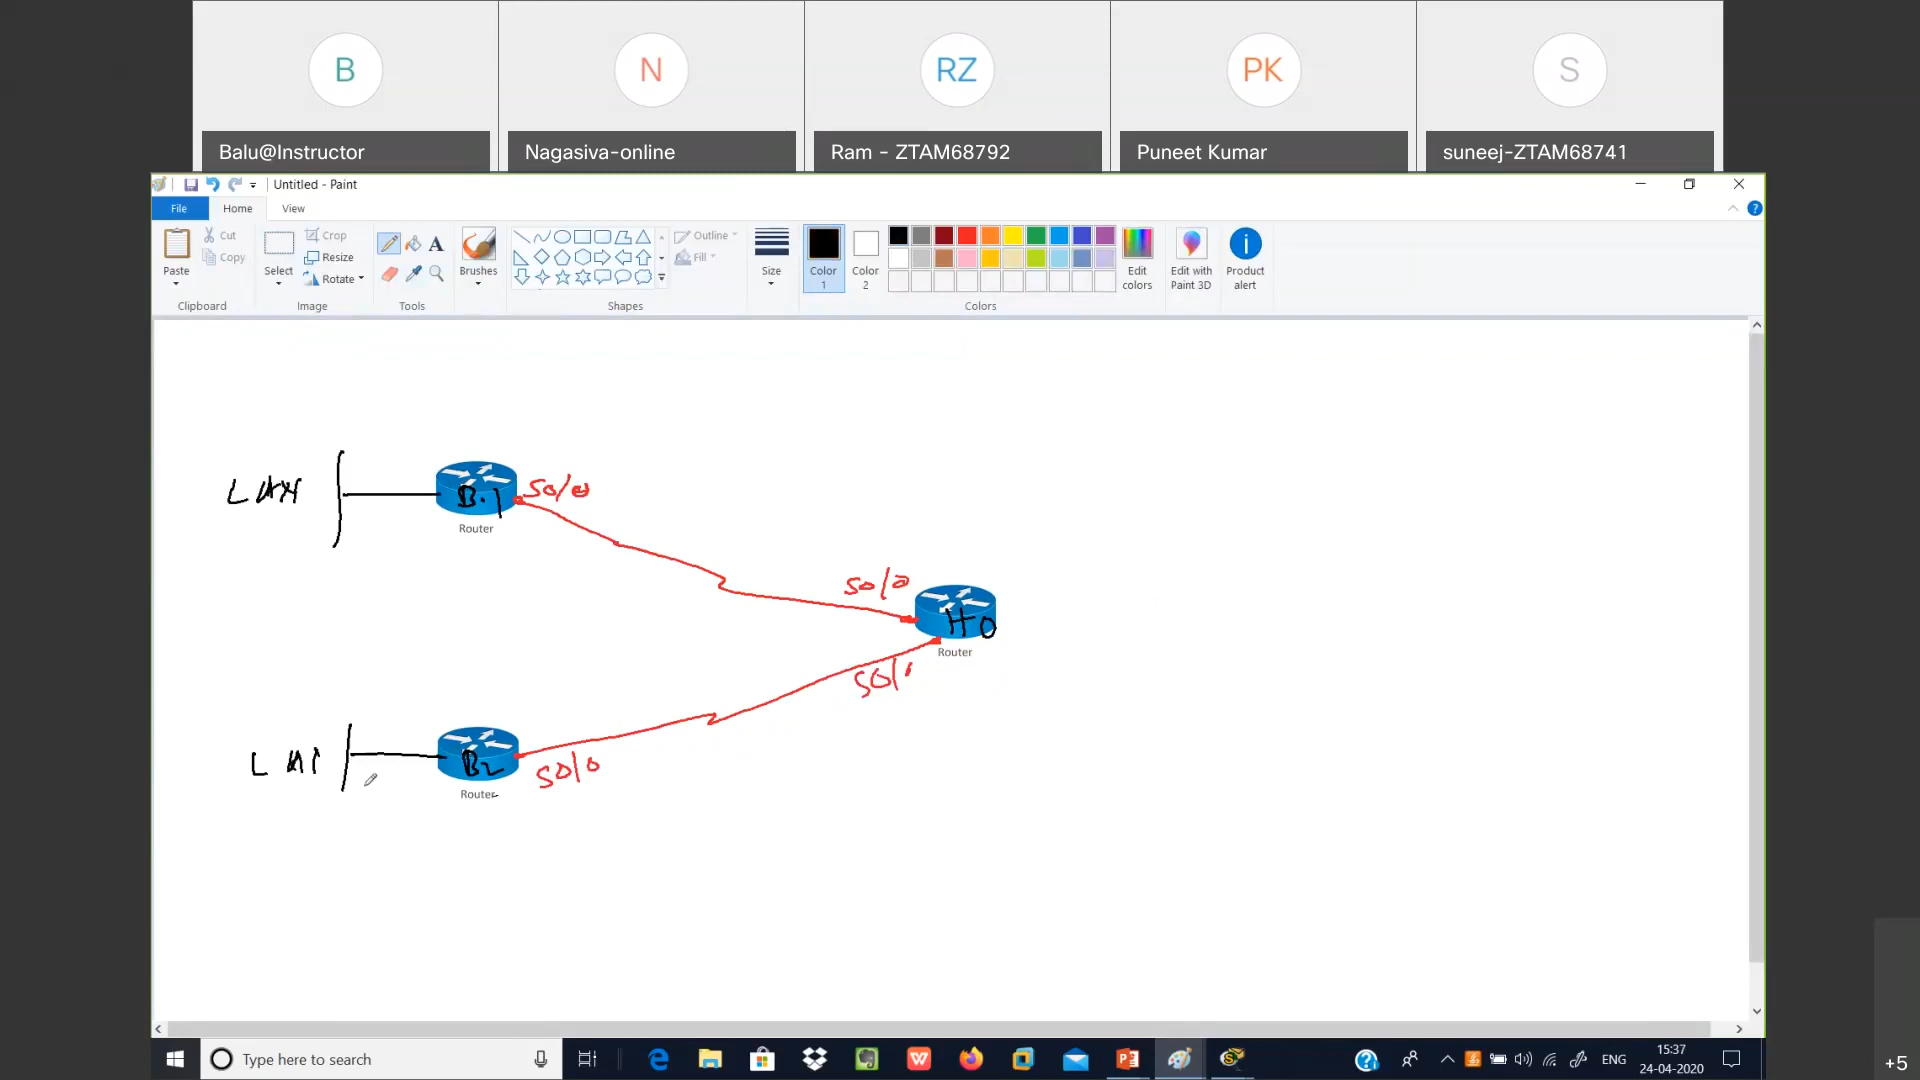 B N RZ PK S
Balu@Instructor Nagasiva-online Ram - ZTAM68792 Puneet Kumar suneej-ZTAM68741
Untitled - Paint
File Home View
Paste Cut Copy Select Crop Resize Rotate A Brushes Outline Fill Size Color 1 Color 2 Edit colors Edit with Paint 3D Product alert
Clipboard Image Tools Shapes Colors
LAN B.1 S0/0
Router
S0/0
HO
Router
S0/1
B2
S0/0
Router
Type here to search
ENG 15:37
24-04-2020
+5